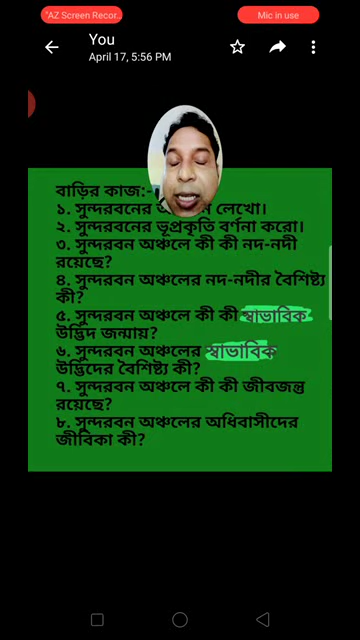 "AZ Screen Recor..
Mic in use
You
April 17, 5:56 PM
বাড়ির কাজ:-
১. সুন্দরবনের লেখো।
২. সুন্দরবনের ভূপ্রকৃতি বর্ণনা করো।
৩. সুন্দরবন অঞ্চলে কী কী নদ-নদী
রয়েছে?
৪. সুন্দরবন অঞ্চলের নদ-নদীর বৈশিষ্ট্য
কী?
৫. সুন্দরবন অঞ্চলে কী কী স্বাভাবিক
উদ্ভিদ জন্মায়?
৬. সুন্দরবন অঞ্চলের স্বাভাবিক
উদ্ভিদের বৈশিষ্ট্য কী?
৭. সুন্দরবন অঞ্চলে কী কী জীবজন্তু
রয়েছে?
৮. সুন্দরবন অঞ্চলের অধিবাসীদের
জীবিকা কী?